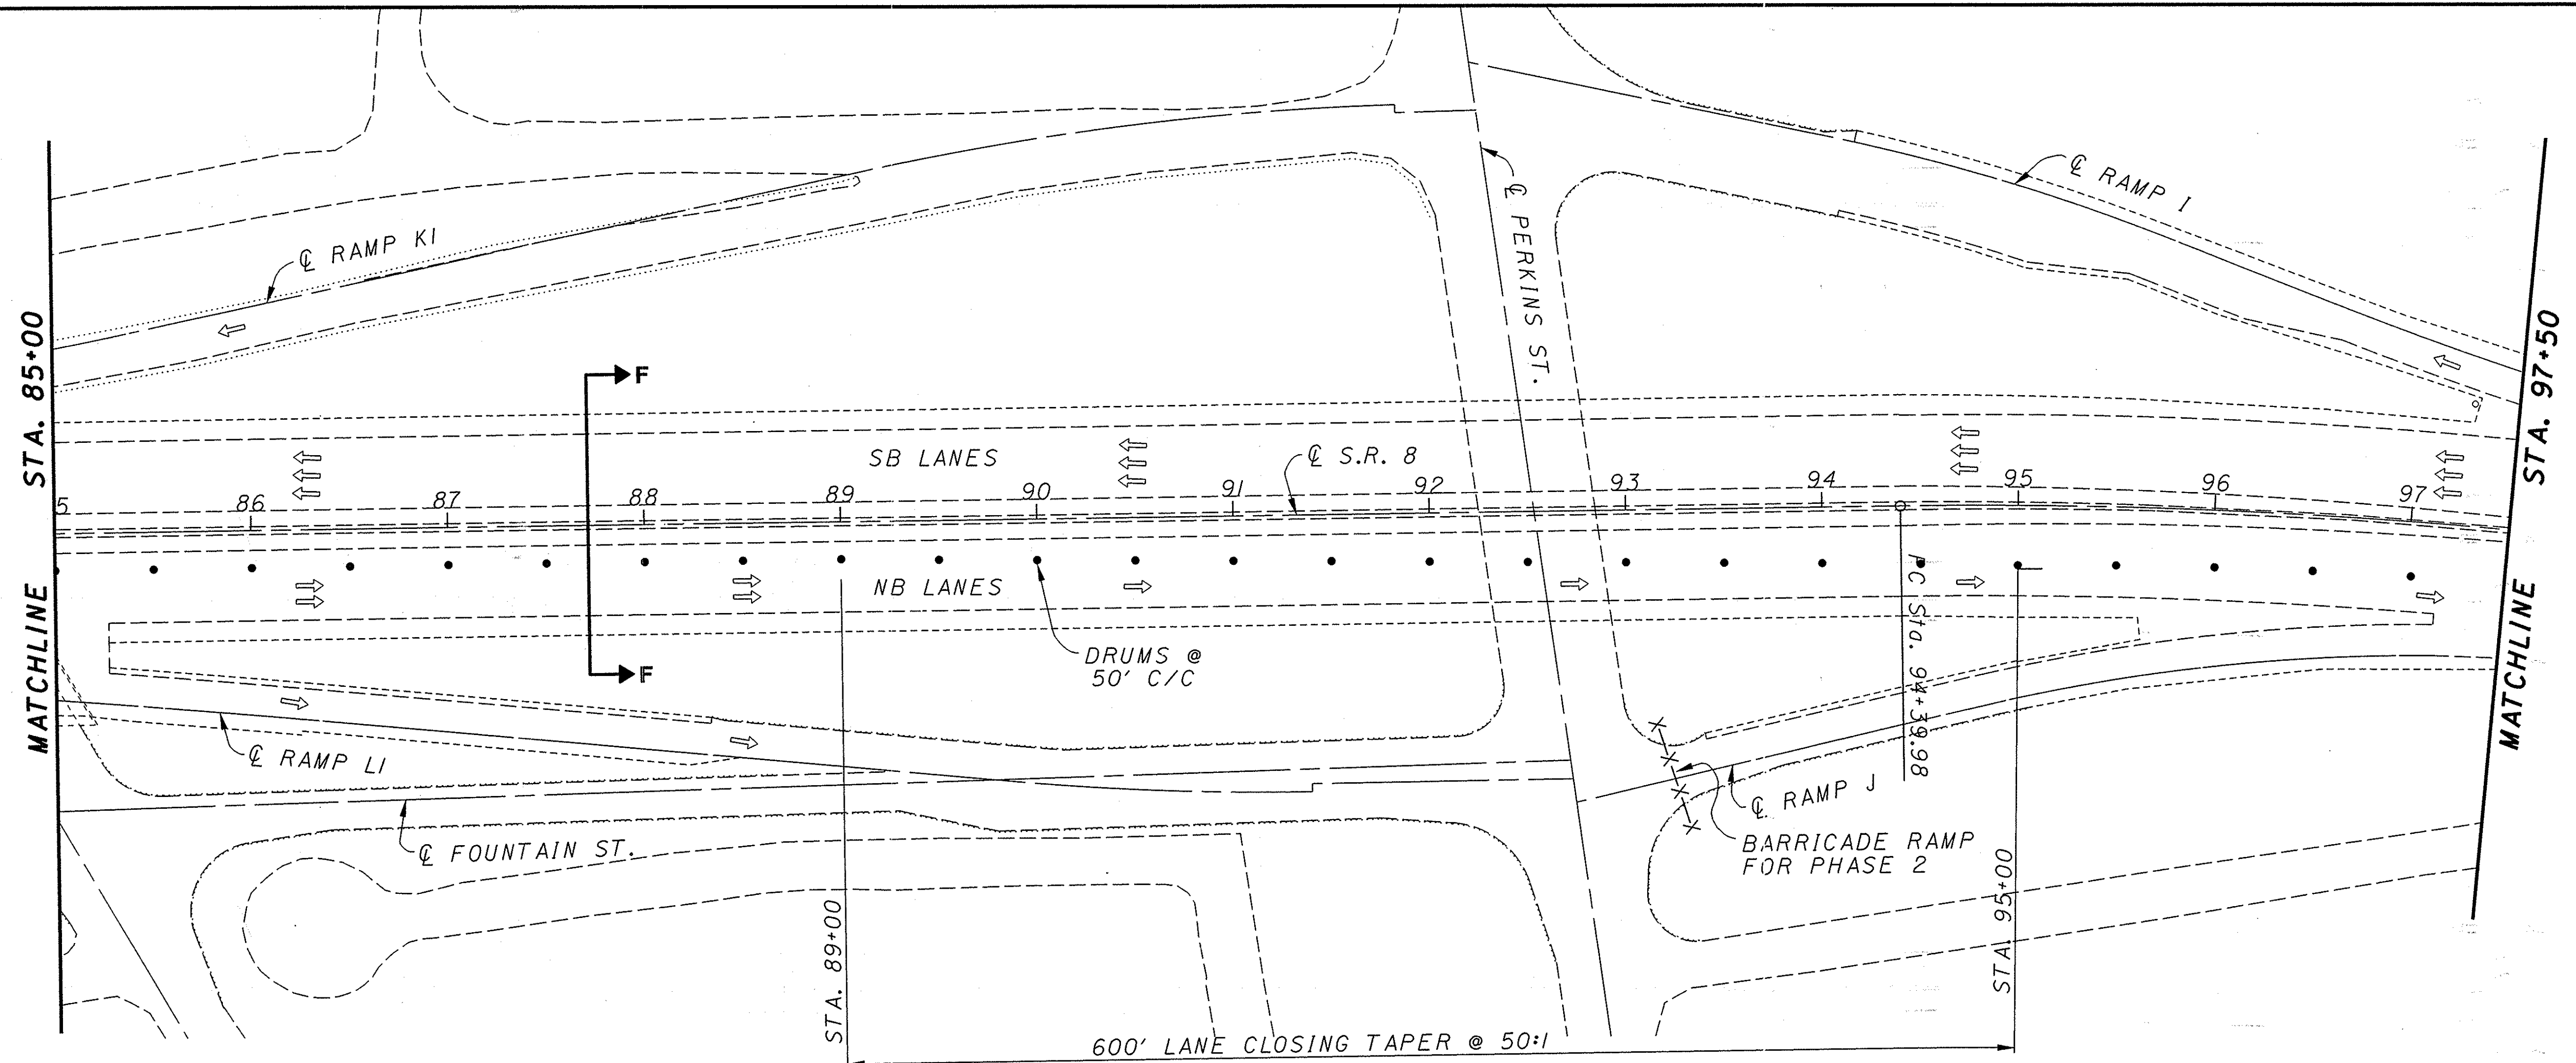 ℄ RAMP I
℄ RAMP K1
℄ PERKINS ST.
MATCHLINE STA. 85+00
MATCHLINE STA. 97+50
F
SB LANES
℄ S.R. 8
5 86 87 88 89 90 91 92 93 94 95 96 97
NB LANES
PC Sta. 94+39.98
DRUMS @
50' C/C
F
℄ RAMP L1
℄ RAMP J
BARRICADE RAMP
FOR PHASE 2
℄ FOUNTAIN ST.
STA. 89+00
STA. 95+00
600' LANE CLOSING TAPER @ 50:1